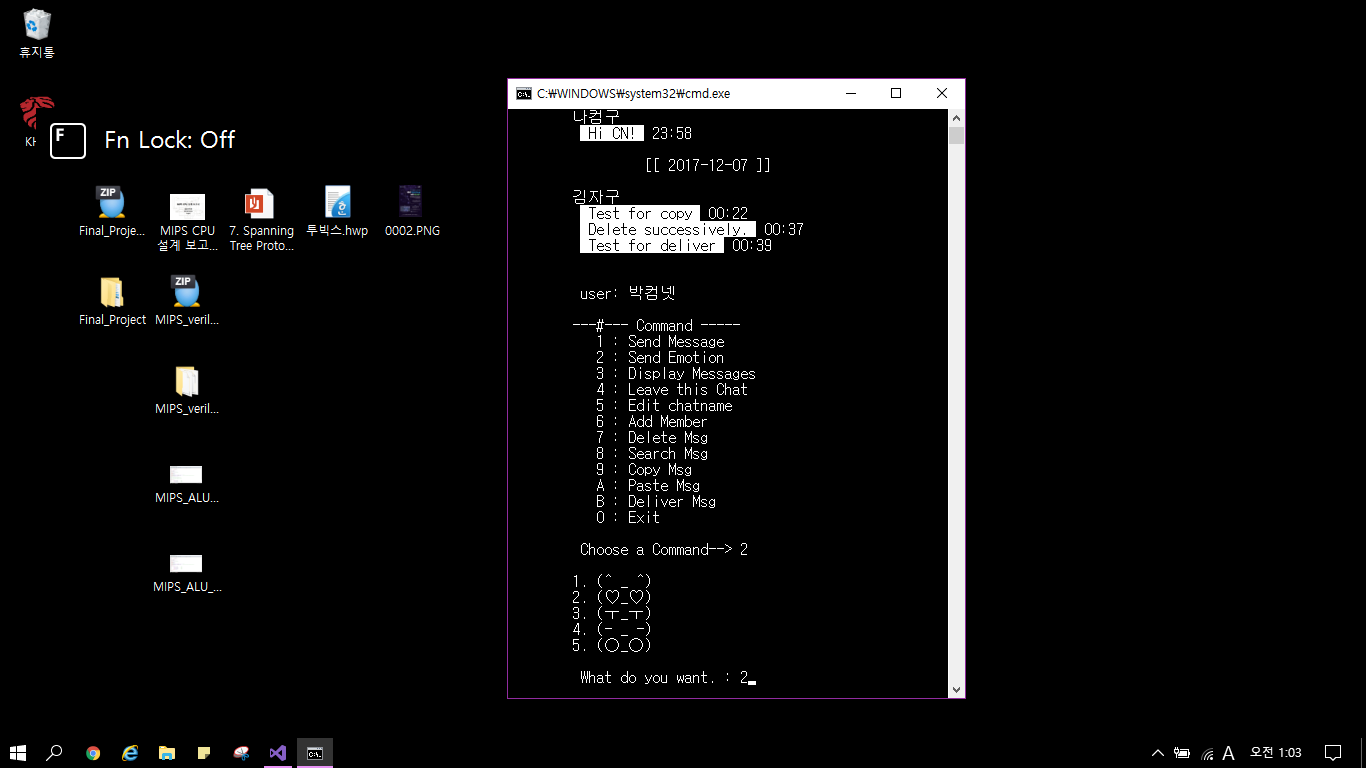 휴지통
KH
F
Fn Lock: Off
ZIP
Final_Proje...
MIPS CPU
설계 보고...
7. Spanning
Tree Proto...
투빅스.hwp
0002.PNG
Final_Project
ZIP
MIPS_veril...
MIPS_veril...
MIPS_ALU...
MIPS_ALU_...
C:₩WINDOWS₩system32₩cmd.exe
나컴구
Hi CN! 23:58
[[ 2017-12-07 ]]
김자구
Test for copy 00:22
Delete successively. 00:37
Test for deliver 00:39
user: 박컴넷
---#--- Command -----
1 : Send Message
2 : Send Emotion
3 : Display Messages
4 : Leave this Chat
5 : Edit chatname
6 : Add Member
7 : Delete Msg
8 : Search Msg
9 : Copy Msg
A : Paste Msg
B : Deliver Msg
0 : Exit
Choose a Command--> 2
1. (^ _ ^)
2. (♡_♡)
3. (ㅜ_ㅜ)
4. (- _ -)
5. (○_○)
What do you want. : 2
A
오전 1:03